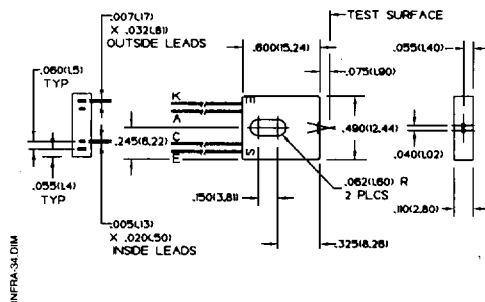 .007(.17)
X .032(.81)
OUTSIDE LEADS
TEST SURFACE
.600(15.24)
.055(1.40)
.075(1.90)
.060(1.5)
TYP
K
E
A
.490(12.44)
.245(6.22)
C
S
E
.040(1.02)
.055(1.4)
TYP
.062(1.60) R
2 PLCS
.150(3.81)
.110(2.80)
.005(.13)
X .020(.50)
INSIDE LEADS
.325(8.26)
INFRA-34.DIM